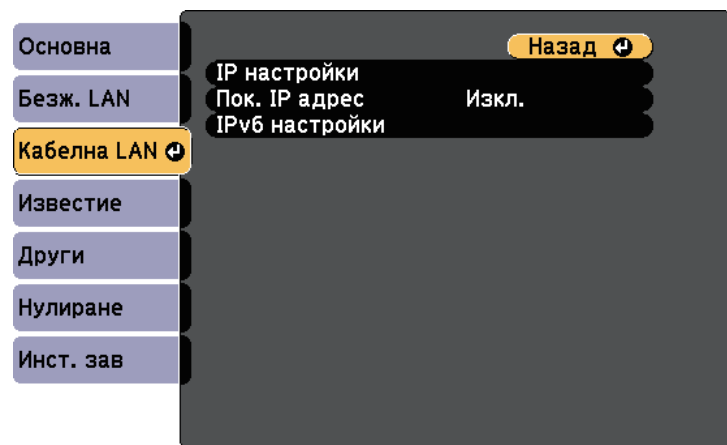 Основна
Безж. LAN
Кабелна LAN
Известие
Други
Нулиране
Инст. зав
Назад
IP настройки
Пок. IP адрес Изкл.
IPv6 настройки